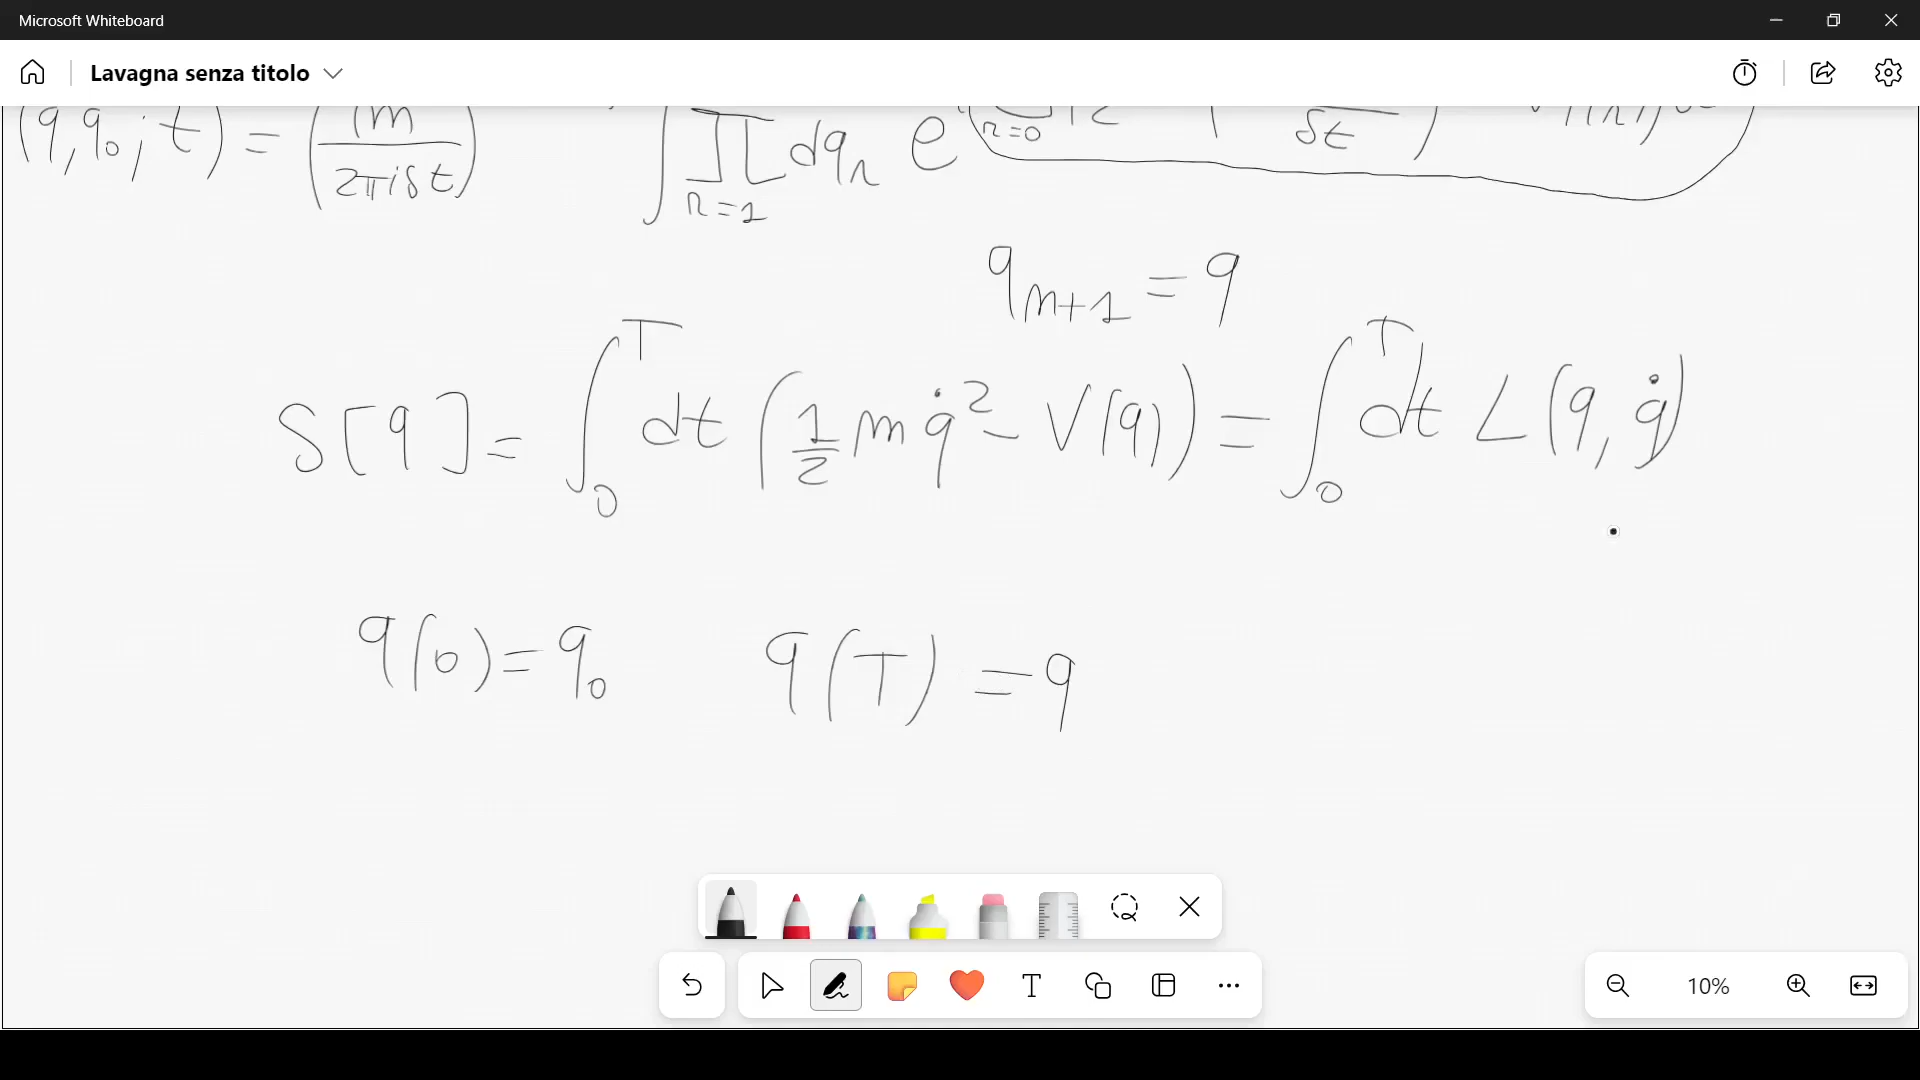 Microsoft Whiteboard
Lavagna senza titolo
(q, q₀; t) = (m / 2πiδt) ∫ ∏ n=1 dqₙ e n=0 δt
qₙ₊₁ = q
S[q] = ∫₀ᵀ dt (1/2 m q̇² - V(q)) = ∫₀ᵀ dt L(q, q̇)
q(0) = q₀ q(T) = q
10%